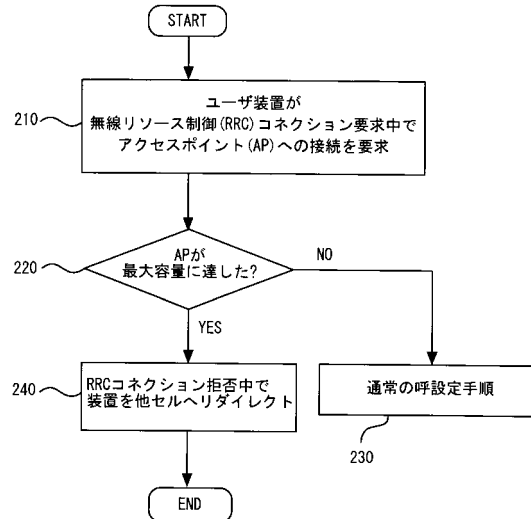 START
210
ユーザ装置が
無線リソース制御(RRC)コネクション要求中で
アクセスポイント(AP)への接続を要求
220
APが
最大容量に達した?
NO
YES
240
RRCコネクション拒否中で
装置を他セルへリダイレクト
通常の呼設定手順
230
END